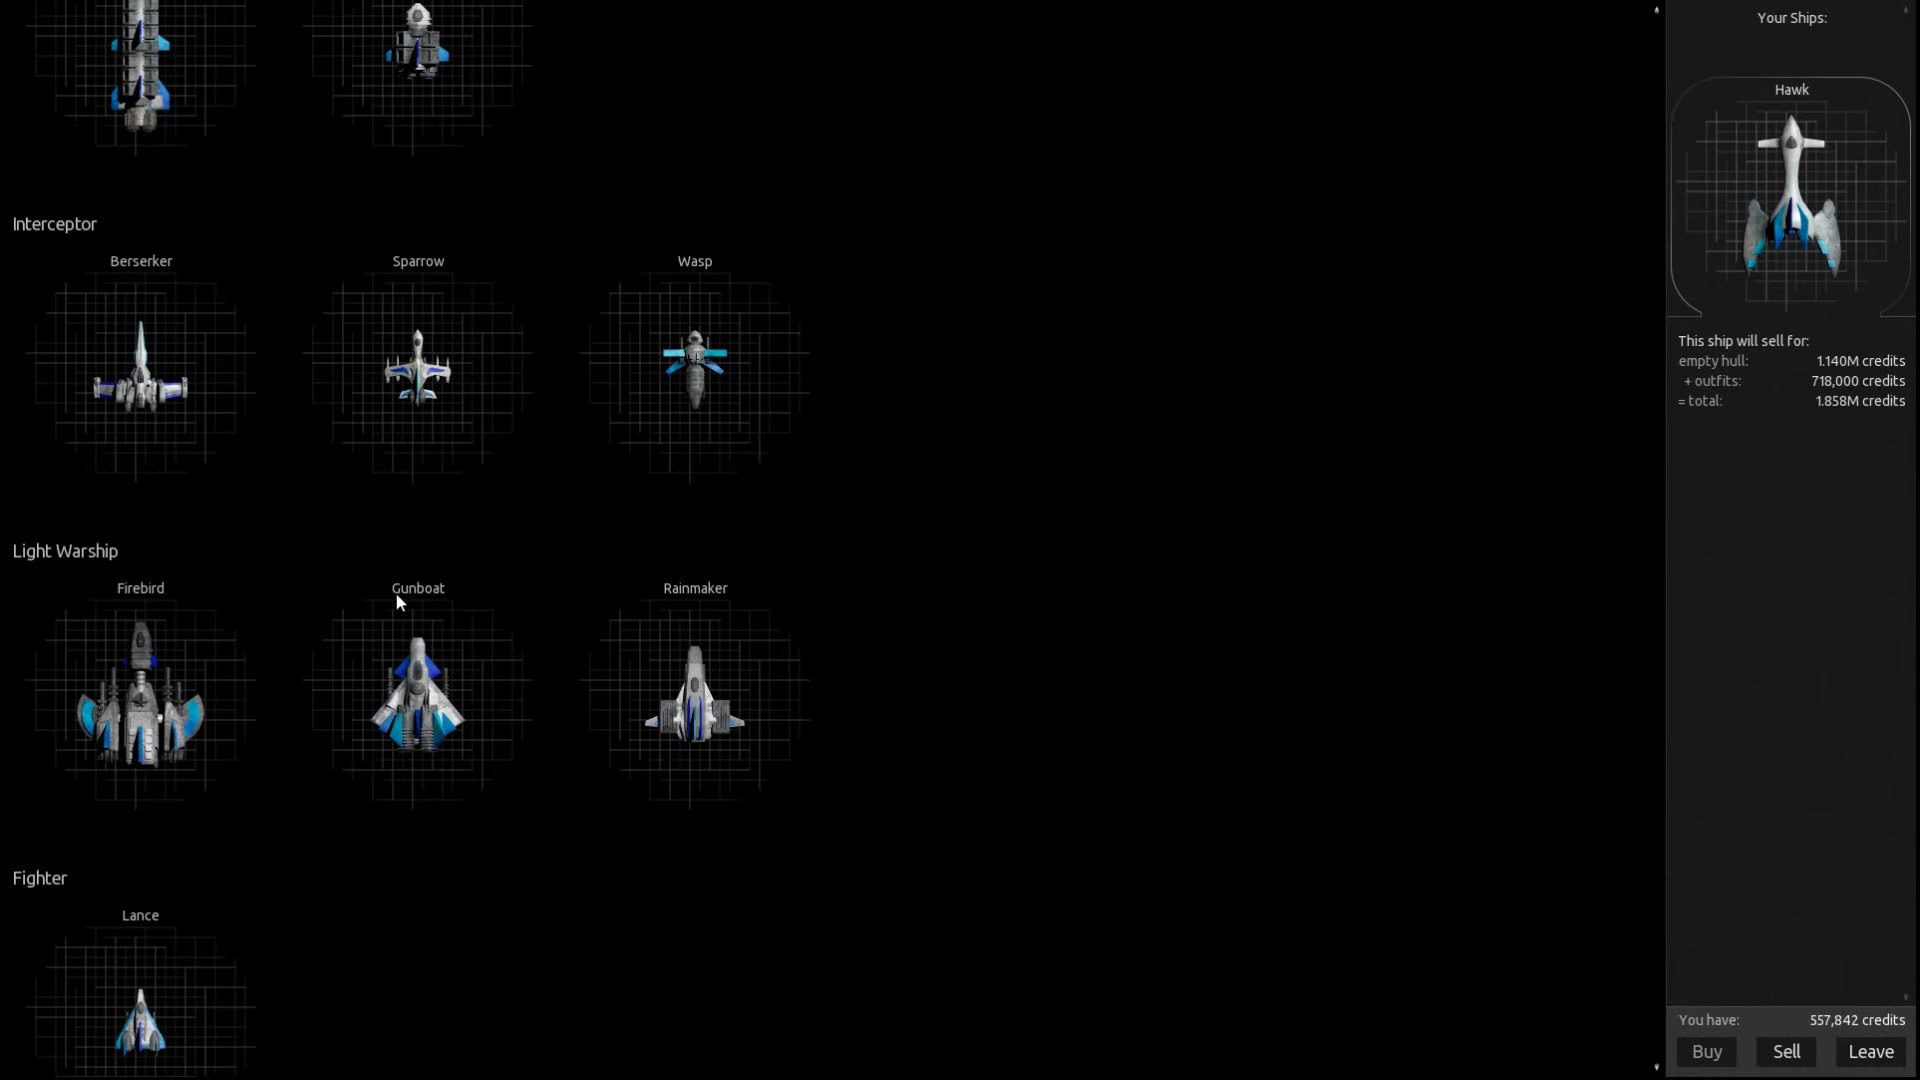 Your Ships:
Hawk
Interceptor
Berserker
Sparrow
Wasp
This ship will sell for:
empty hull: 1.140M credits
+ outfits: 718,000 credits
= total: 1.858M credits
Light Warship
Firebird
Gunboat
Rainmaker
Fighter
Lance
You have: 557,842 credits
Buy
Sell
Leave